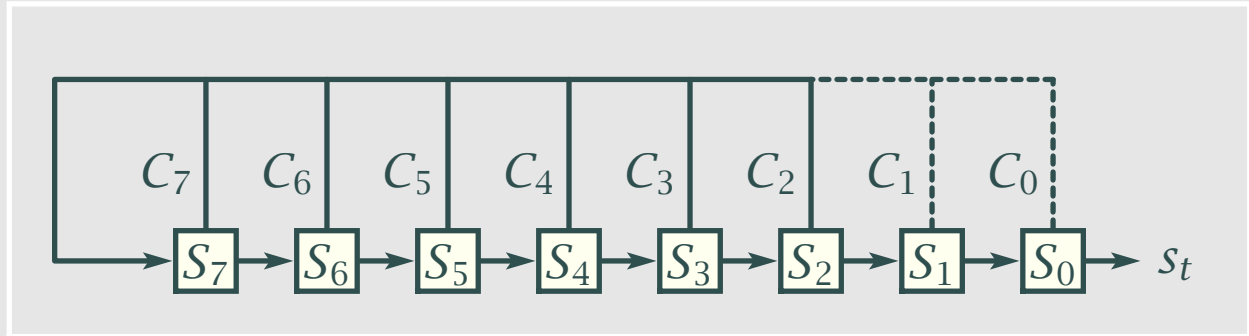 C₇ C₆ C₅ C₄ C₃ C₂ C₁ C₀
S₇ S₆ S₅ S₄ S₃ S₂ S₁ S₀ sₜ